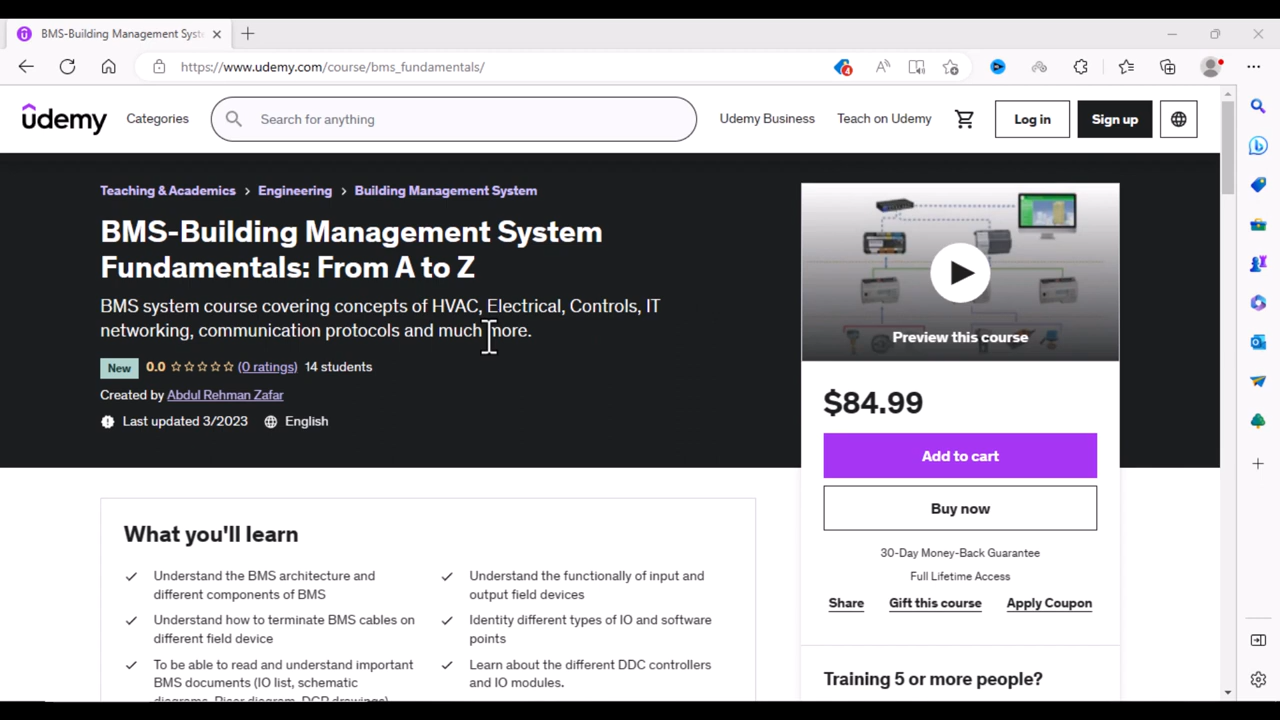 BMS-Building Management Syst
https://www.udemy.com/course/bms_fundamentals/
4
udemy
Categories
Search for anything
Udemy Business
Teach on Udemy
Log in
Sign up
Teaching & Academics > Engineering > Building Management System
BMS-Building Management System
Fundamentals: From A to Z
BMS system course covering concepts of HVAC, Electrical, Controls, IT
networking, communication protocols and much more.
New 0.0 (0 ratings) 14 students
Created by Abdul Rehman Zafar
Last updated 3/2023 English
Preview this course
$84.99
Add to cart
Buy now
30-Day Money-Back Guarantee
Full Lifetime Access
Share Gift this course Apply Coupon
Training 5 or more people?
What you'll learn
Understand the BMS architecture and
different components of BMS
Understand the functionally of input and
output field devices
Understand how to terminate BMS cables on
different field device
Identity different types of IO and software
points
To be able to read and understand important
BMS documents (IO list, schematic
diagrams, Riser diagram, DCP drawings)
Learn about the different DDC controllers
and IO modules.